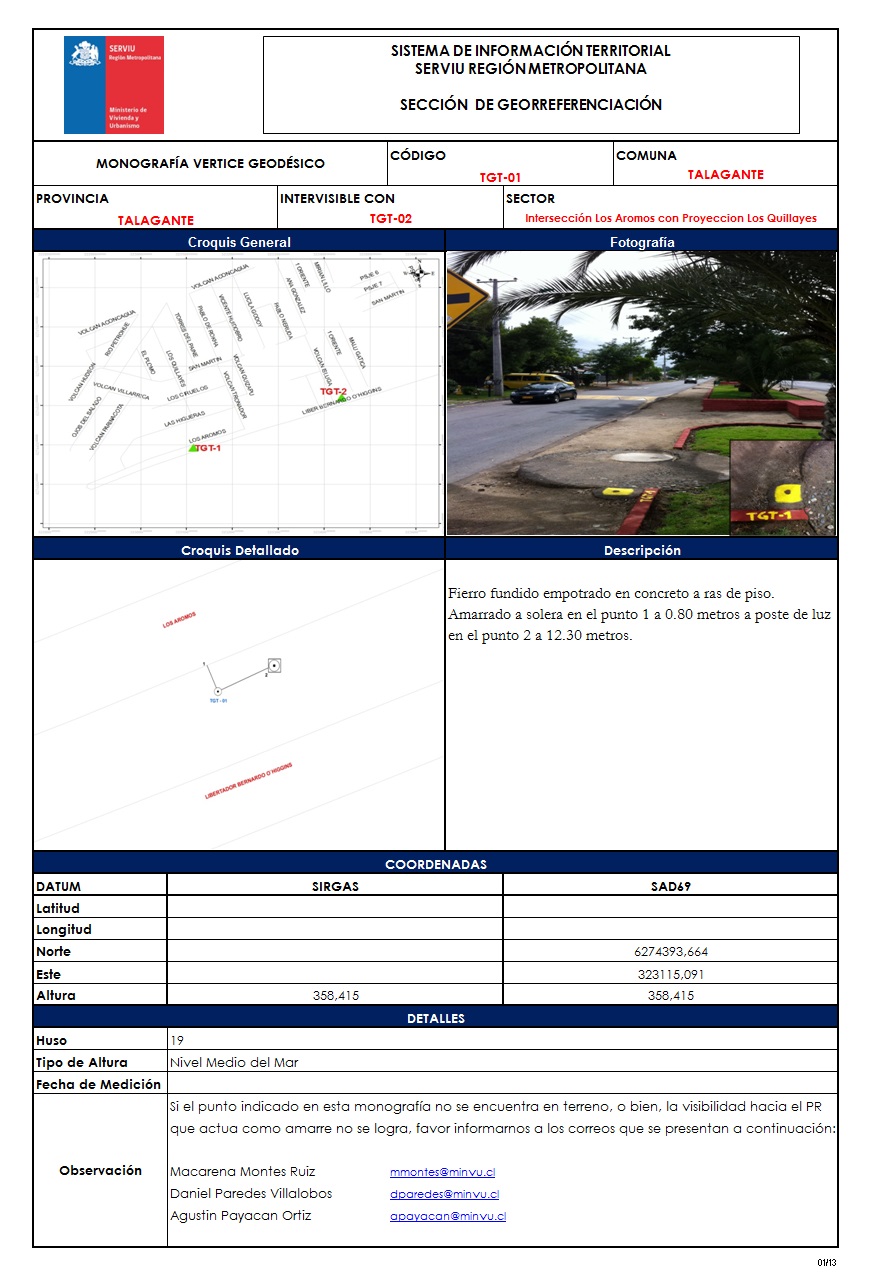 SERVIU
Región Metropolitana
Ministerio de
Vivienda y
Urbanismo
SISTEMA DE INFORMACIÓN TERRITORIAL
SERVIU REGIÓN METROPOLITANA
SECCIÓN DE GEORREFERENCIACIÓN
MONOGRAFÍA VERTICE GEODÉSICO
CÓDIGO
TGT-01
COMUNA
TALAGANTE
PROVINCIA
TALAGANTE
INTERVISIBLE CON
TGT-02
SECTOR
Intersección Los Aromos con Proyeccion Los Quillayes
Croquis General
Fotografía
VOLCAN ACONCAGUA
1 ORIENTE
MIRIAN LILLO
ANA GONZALEZ
PSJE 6
PSJE 7
SAN MARTIN
VOLCAN ACONCAGUA
RIO PETROHUE
TORRES DEL PAINE
PABLO DE ROKHA
VICENTE HUIDOBRO
LUCILA GODOY
PABLO NERUDA
1 ORIENTE
MALU GATICA
EL PLOMO
LOS QUILLAYES
SAN MARTIN
VOLCAN HUDSON
VOLCAN VILLARRICA
LOS CIRUELOS
VOLCAN QUIZAPU
VOLCAN TRONADOR
VOLCAN ISLUGA
TGT-2
LIBER BERNARDO O'HIGGINS
OJOS DEL SALADO
VOLCAN PARINACOTA
LAS HIGUERAS
LOS AROMOS
TGT-1
TGT-1
Croquis Detallado
Descripción
LOS AROMOS
1
2
TGT - 01
LIBERTADOR BERNARDO O'HIGGINS
Fierro fundido empotrado en concreto a ras de piso.
Amarrado a solera en el punto 1 a 0.80 metros a poste de luz
en el punto 2 a 12.30 metros.
COORDENADAS
DATUM SIRGAS SAD69
Latitud
Longitud
Norte 6274393,664
Este 323115,091
Altura 358,415 358,415
DETALLES
Huso 19
Tipo de Altura Nivel Medio del Mar
Fecha de Medición
Observación
Si el punto indicado en esta monografía no se encuentra en terreno, o bien, la visibilidad hacia el PR
que actua como amarre no se logra, favor informarnos a los correos que se presentan a continuación:
Macarena Montes Ruiz mmontes@minvu.cl
Daniel Paredes Villalobos dparedes@minvu.cl
Agustin Payacan Ortiz apayacan@minvu.cl
01/13